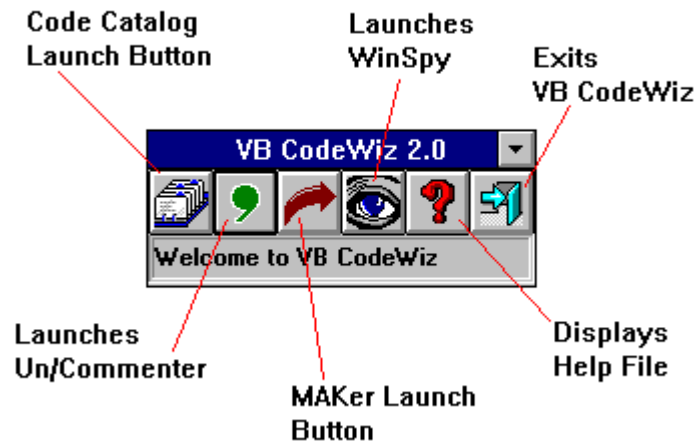 Code Catalog
Launch Button
Launches
WinSpy
Exits
VB CodeWiz
VB CodeWiz 2.0
Welcome to VB CodeWiz
Launches
Un/Commenter
MAKer Launch
Button
Displays
Help File